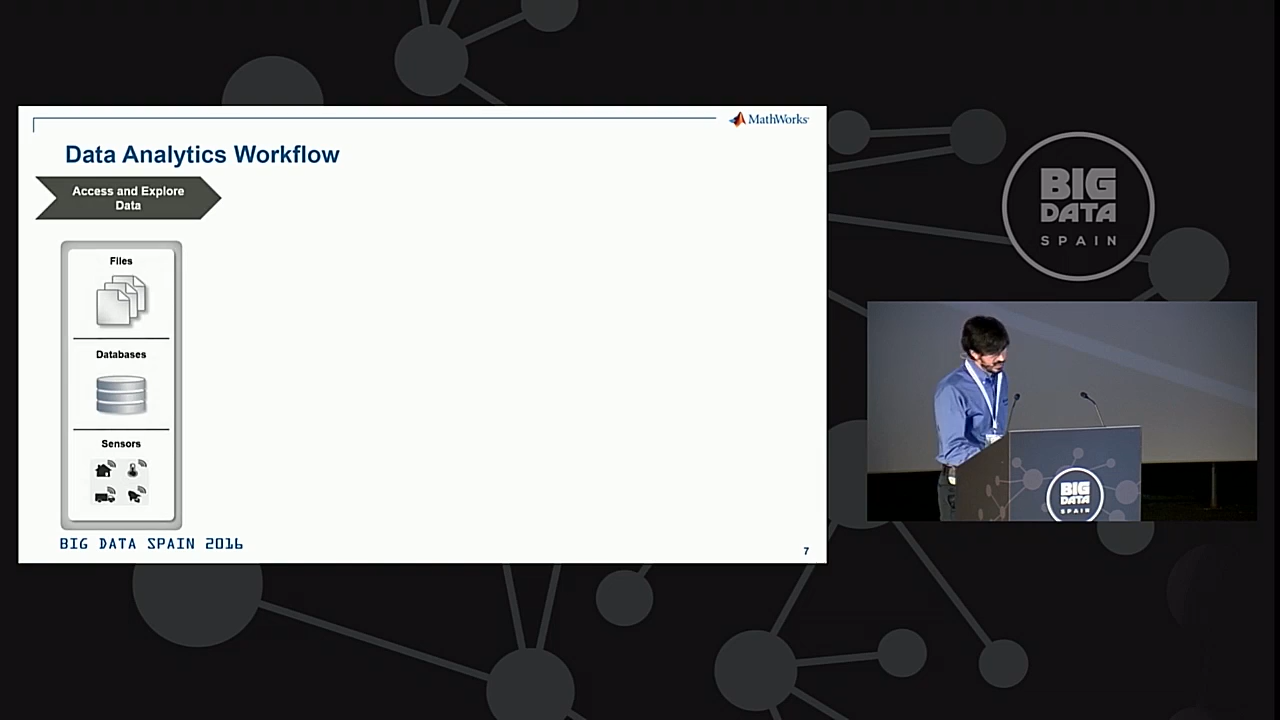 MathWorks
Data Analytics Workflow
Access and Explore
Data
Files
Databases
Sensors
BIG DATA SPAIN 2016
7
BIG
DATA
SPAIN
BIG
DATA
SPAIN